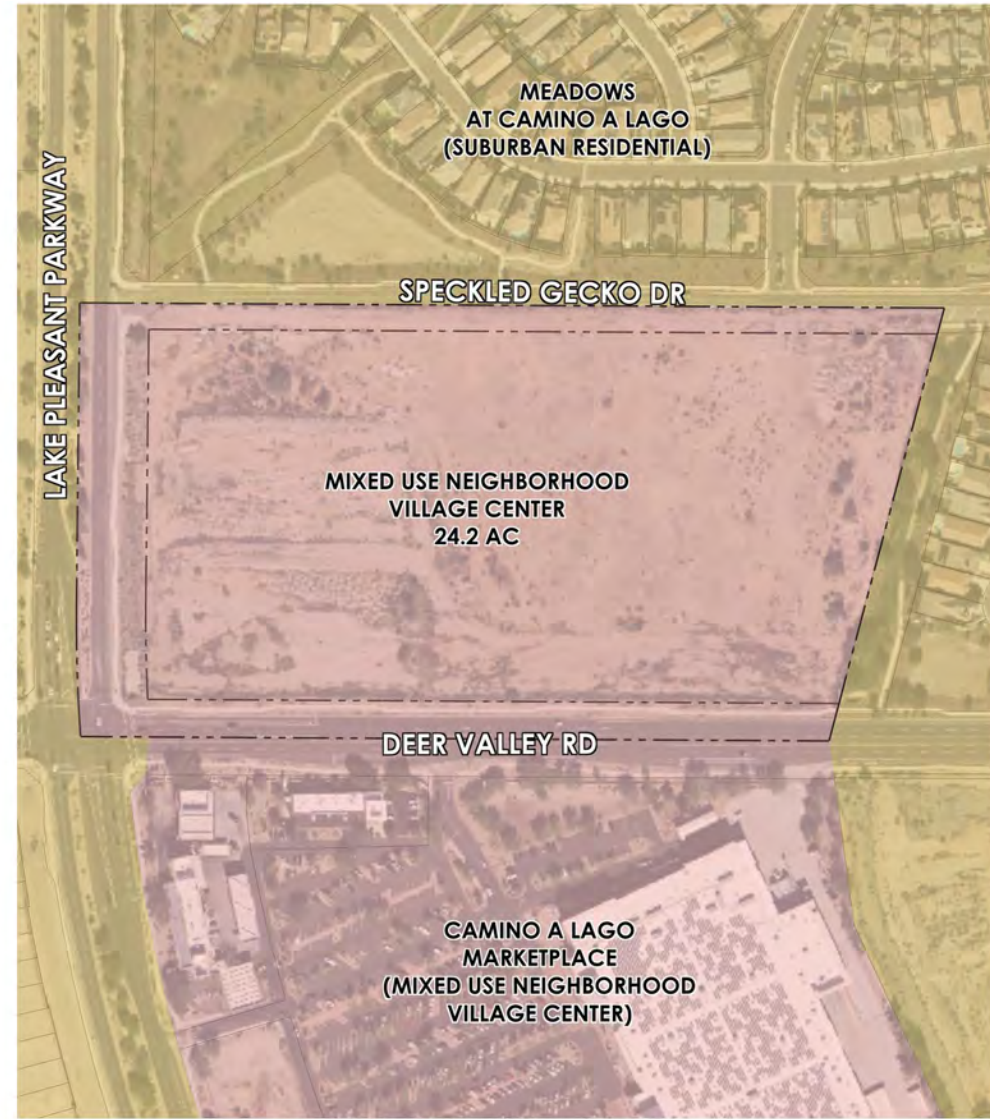 MEADOWS
AT CAMINO A LAGO
(SUBURBAN RESIDENTIAL)
LAKE PLEASANT PARKWAY
SPECKLED GECKO DR
MIXED USE NEIGHBORHOOD
VILLAGE CENTER
24.2 AC
DEER VALLEY RD
CAMINO A LAGO
MARKETPLACE
(MIXED USE NEIGHBORHOOD
VILLAGE CENTER)